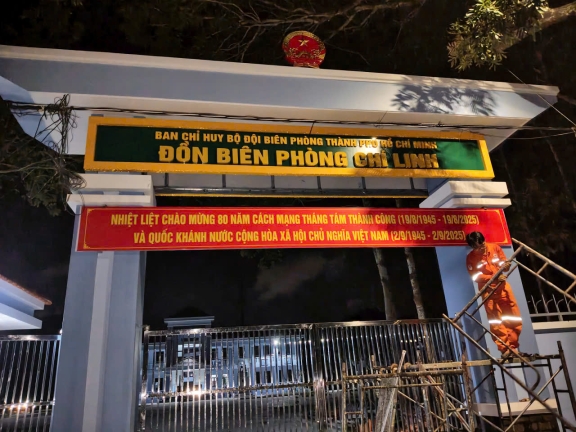 BAN CHỈ HUY BỘ ĐỘI BIÊN PHÒNG THÀNH PHỐ HỒ CHÍ MINH
ĐỒN BIÊN PHÒNG CHÍ LINH
NHIỆT LIỆT CHÀO MỪNG 80 NĂM CÁCH MẠNG THÁNG TÁM THÀNH CÔNG (19/8/1945 - 19/8/2025)
VÀ QUỐC KHÁNH NƯỚC CỘNG HÒA XÃ HỘI CHỦ NGHĨA VIỆT NAM (2/9/1945 - 2/9/2025)